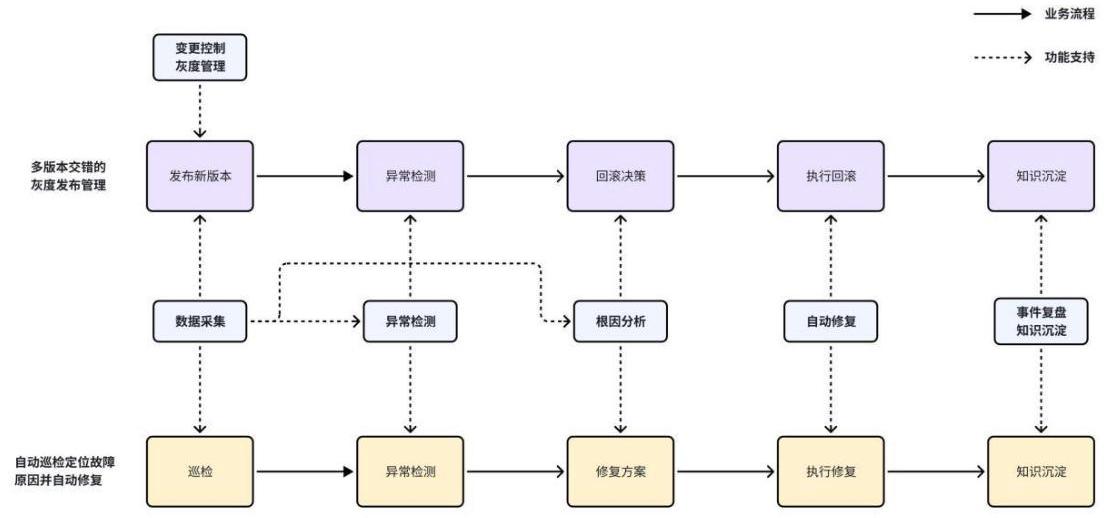 业务流程
变更控制
灰度管理
功能支持
多版本交错的
灰度发布管理
发布新版本
异常检测
回滚决策
执行回滚
知识沉淀
数据采集
异常检测
根因分析
自动修复
事件复盘
知识沉淀
自动巡检定位故障
原因并自动修复
巡检
异常检测
修复方案
执行修复
知识沉淀